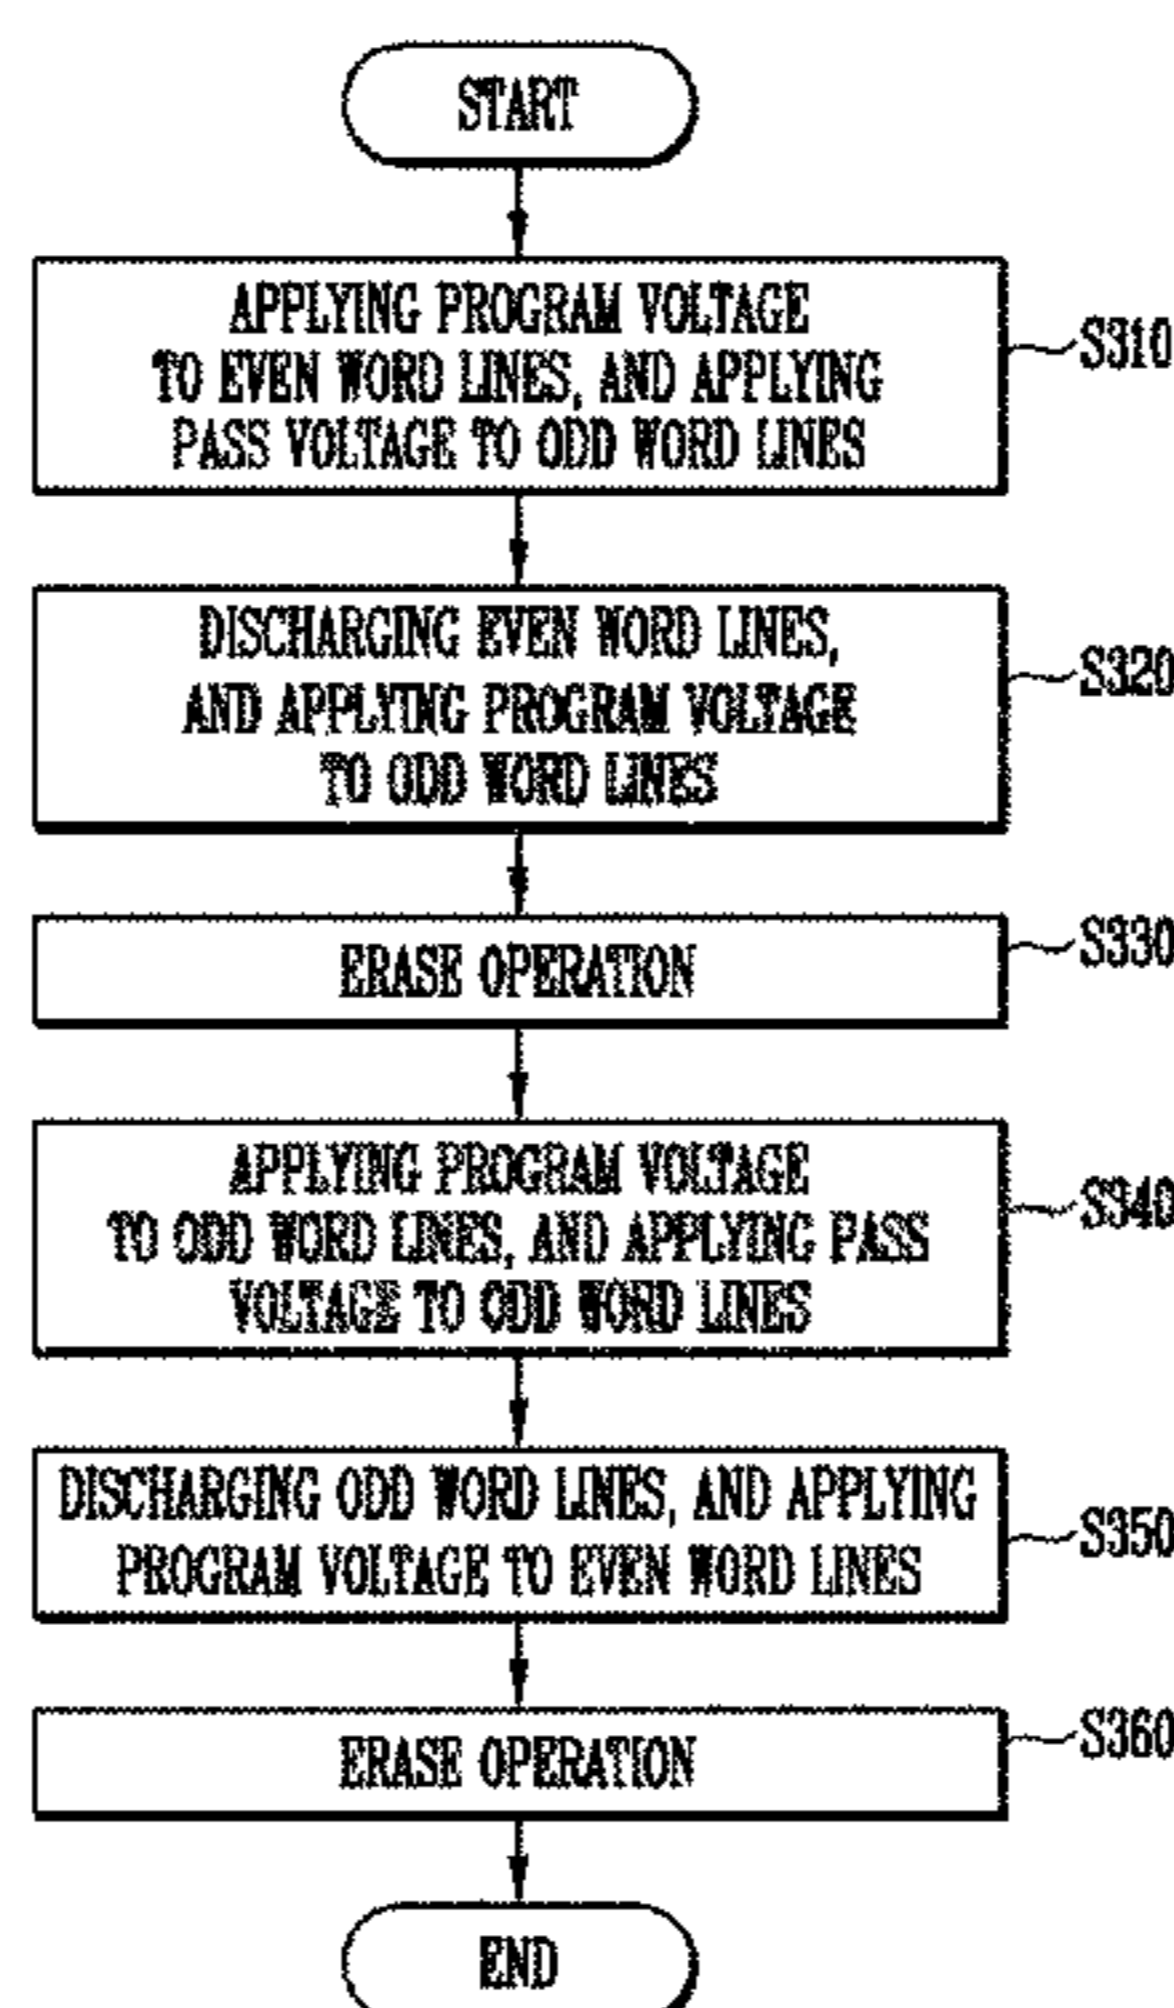 START
APPLYING PROGRAM VOLTAGE
TO EVEN WORD LINES, AND APPLYING
PASS VOLTAGE TO ODD WORD LINES
S310
DISCHARGING EVEN WORD LINES,
AND APPLYING PROGRAM VOLTAGE
TO ODD WORD LINES
S320
ERASE OPERATION
S330
APPLYING PROGRAM VOLTAGE
TO ODD WORD LINES, AND APPLYING PASS
VOLTAGE TO ODD WORD LINES
S340
DISCHARGING ODD WORD LINES, AND APPLYING
PROGRAM VOLTAGE TO EVEN WORD LINES
S350
ERASE OPERATION
S360
END